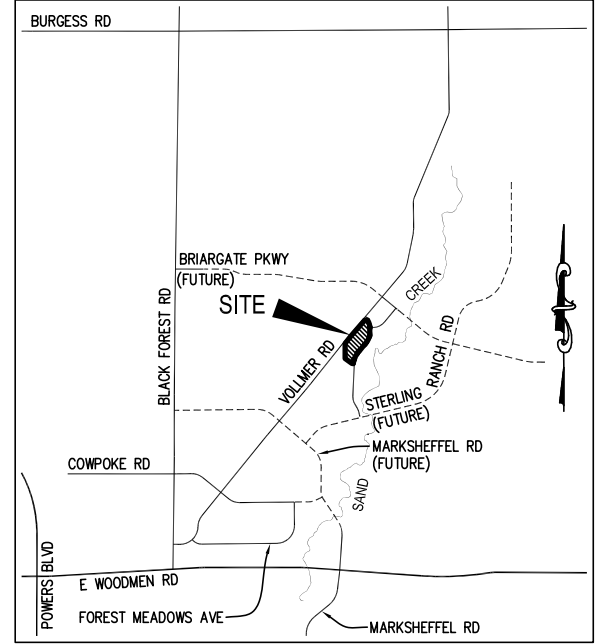 BURGESS RD
BRIARGATE PKWY
(FUTURE)
CREEK
SITE
BLACK FOREST RD
VOLLMER RD
RANCH RD
STERLING
(FUTURE)
MARKSHEFFEL RD
(FUTURE)
COWPOKE RD
SAND
POWERS BLVD
E WOODMEN RD
FOREST MEADOWS AVE
MARKSHEFFEL RD